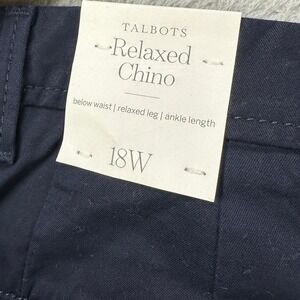 TALBOTS
Relaxed
Chino
below waist | relaxed leg | ankle length
18W